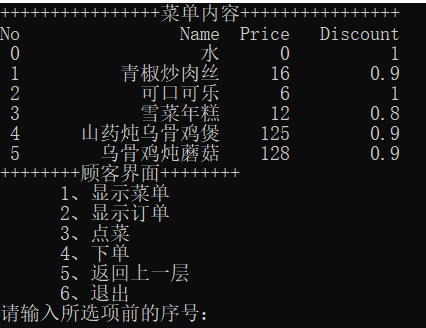 ++++++++++++++++菜单内容++++++++++++++++
No Name Price Discount
0 水 0 1
1 青椒炒肉丝 16 0.9
2 可口可乐 6 1
3 雪菜年糕 12 0.8
4 山药炖乌骨鸡煲 125 0.9
5 乌骨鸡炖蘑菇 128 0.9
++++++++顾客界面++++++++
1、显示菜单
2、显示订单
3、点菜
4、下单
5、返回上一层
6、退出
请输入所选项前的序号: